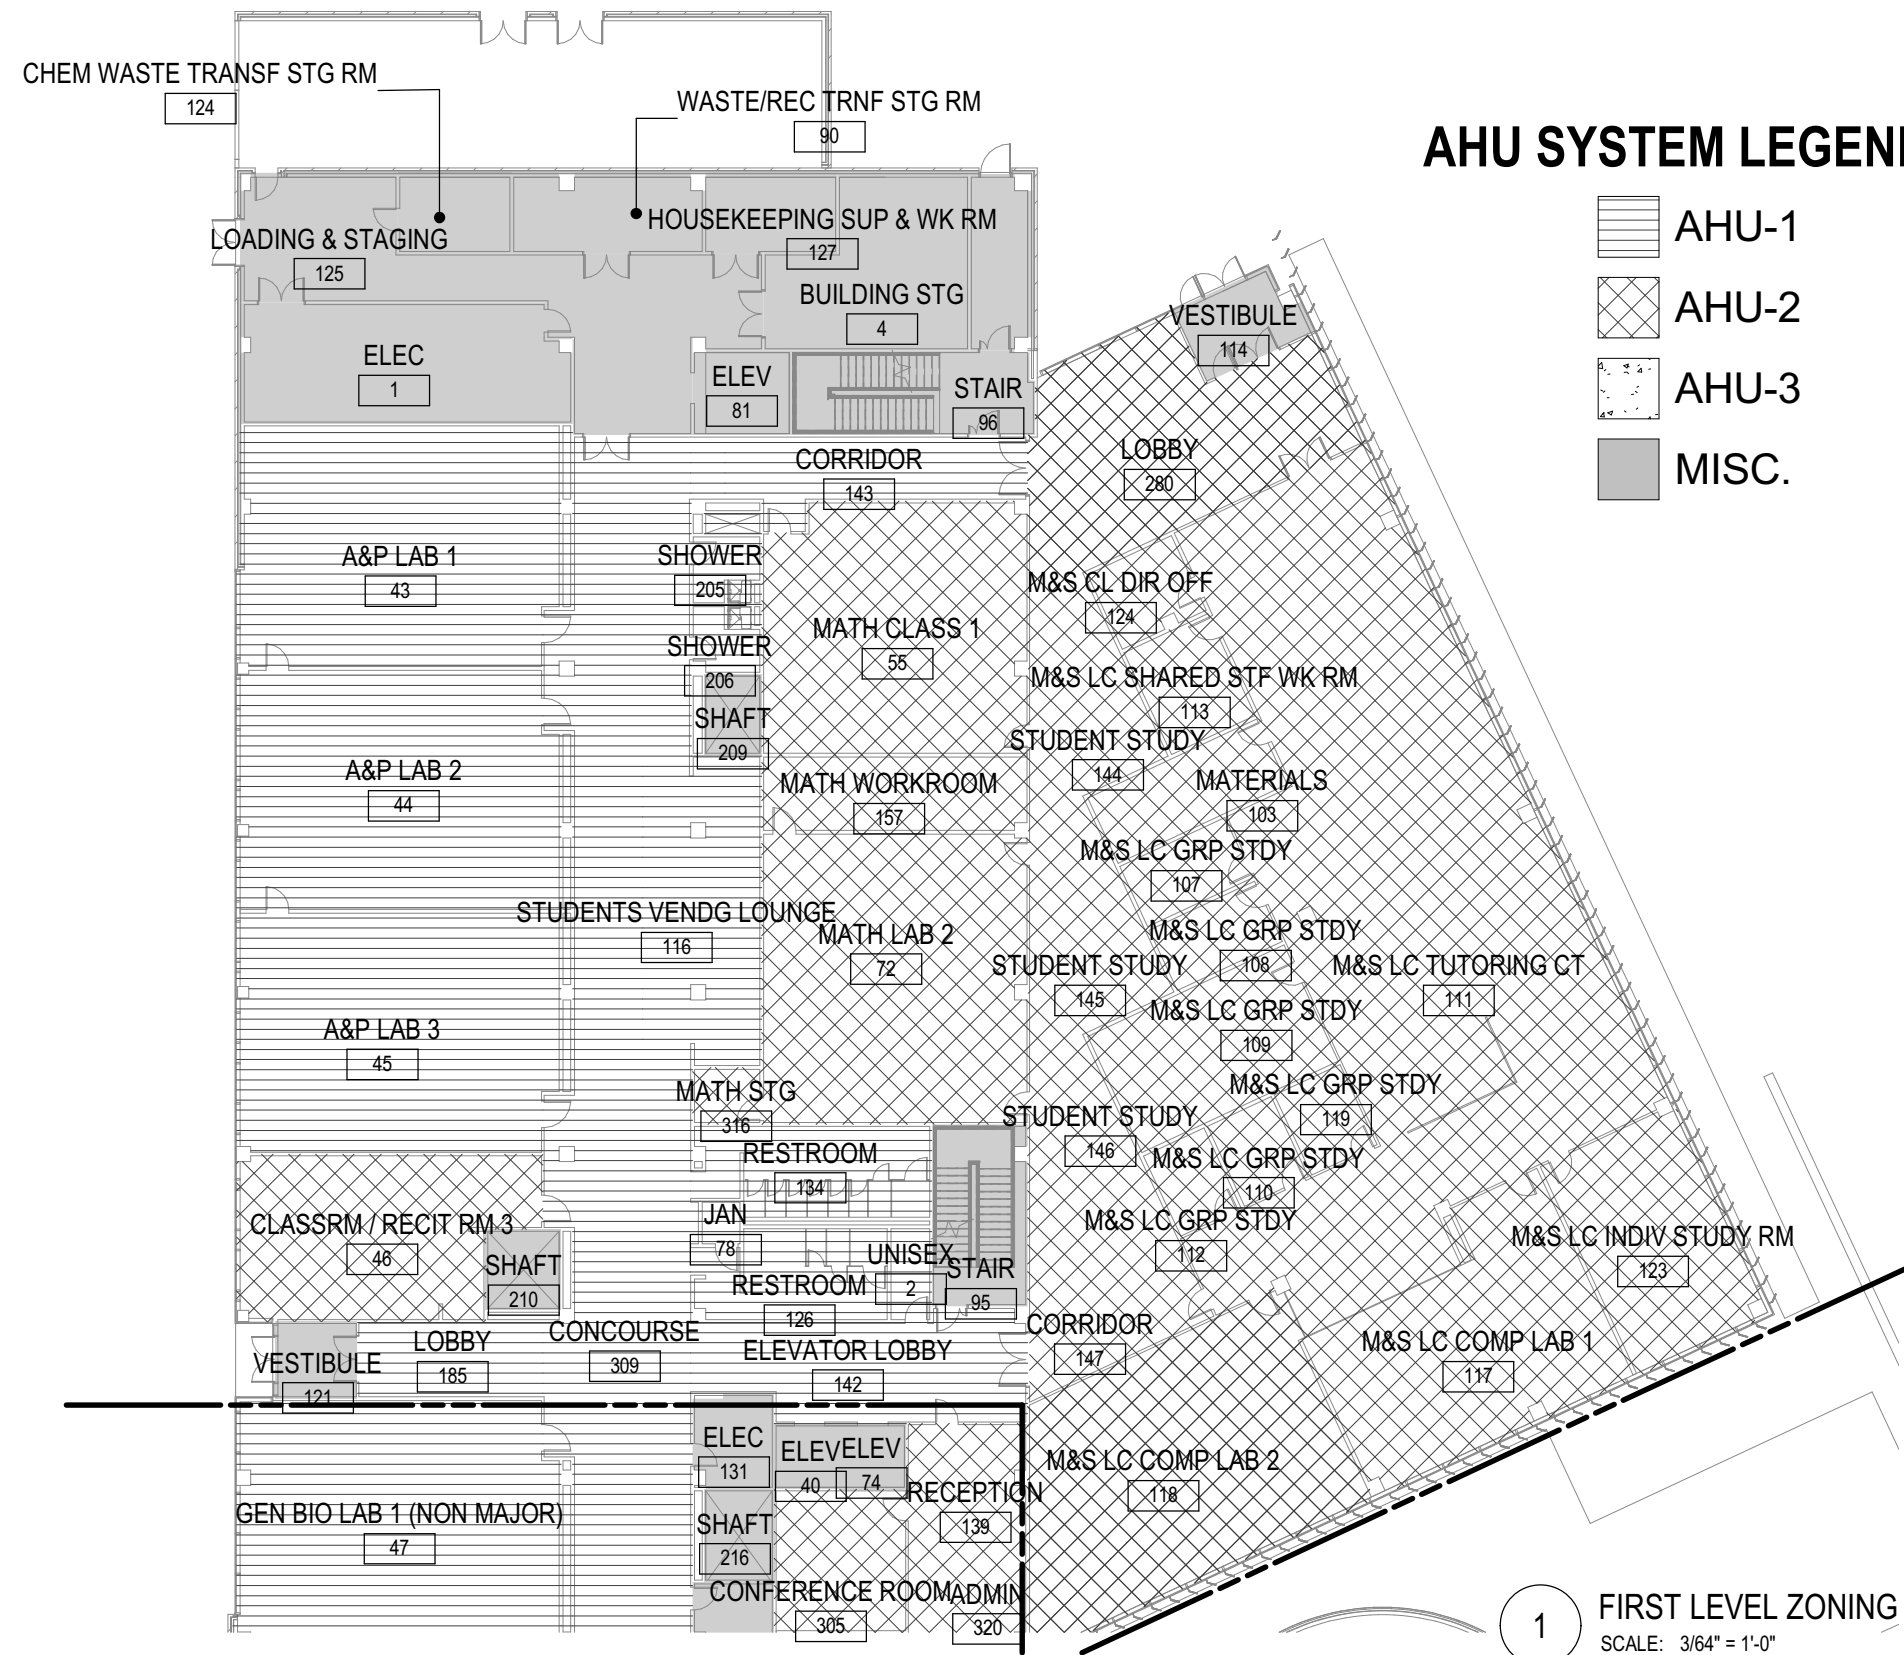 CHEM WASTE TRANSF STG RM
124
WASTE/REC TRNF STG RM
90
AHU SYSTEM LEGEN
AHU-1
AHU-2
AHU-3
MISC.
HOUSEKEEPING SUP & WK RM
127
LOADING & STAGING
125
BUILDING STG
4
VESTIBULE
114
ELEC
1
ELEV
81
STAIR
96
CORRIDOR
143
LOBBY
280
A&P LAB 1
43
SHOWER
205
M&S CL DIR OFF
124
MATH CLASS 1
55
SHOWER
206
M&S LC SHARED STF WK RM
113
SHAFT
209
STUDENT STUDY
144
A&P LAB 2
44
MATH WORKROOM
157
MATERIALS
103
M&S LC GRP STDY
107
STUDENTS VENDG LOUNGE
116
MATH LAB 2
72
M&S LC GRP STDY
108
STUDENT STUDY
145
M&S LC TUTORING CT
111
M&S LC GRP STDY
109
A&P LAB 3
45
MATH STG
316
M&S LC GRP STDY
119
STUDENT STUDY
146
RESTROOM
134
M&S LC GRP STDY
110
CLASSRM / RECIT RM 3
46
JAN
78
M&S LC GRP STDY
112
M&S LC INDIV STUDY RM
123
SHAFT
210
UNISEX
2
STAIR
95
RESTROOM
126
CORRIDOR
147
VESTIBULE
121
LOBBY
185
CONCOURSE
309
ELEVATOR LOBBY
142
M&S LC COMP LAB 1
117
ELEC
131
ELEV
40
ELEV
74
M&S LC COMP LAB 2
118
RECEPTION
139
GEN BIO LAB 1 (NON MAJOR)
47
SHAFT
216
CONFERENCE ROOM
305
ADMIN
320
1
FIRST LEVEL ZONING
SCALE: 3/64" = 1'-0"